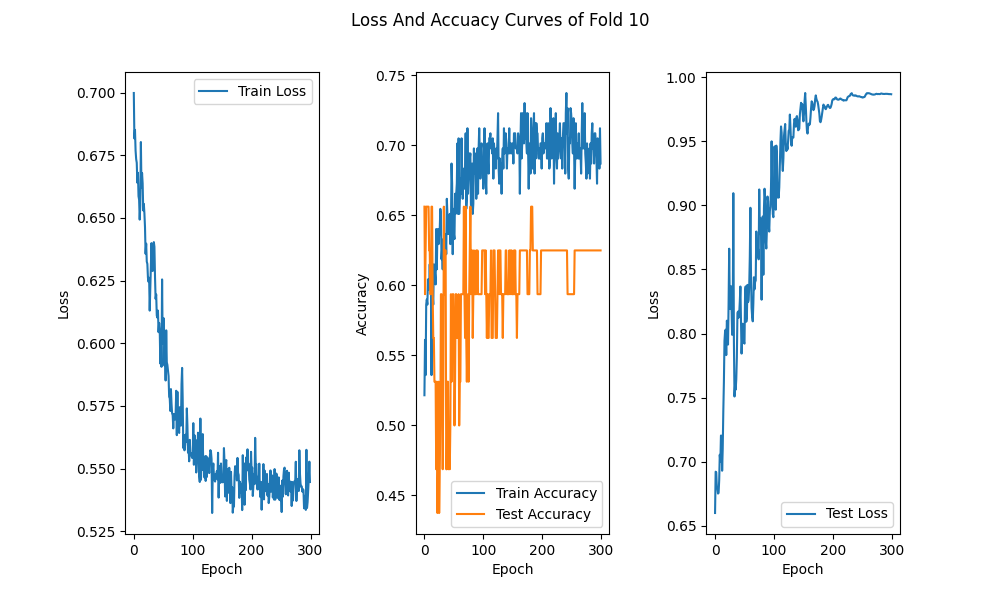 Loss And Accuacy Curves of Fold 10
Loss
0.700
0.675
0.650
0.625
0.600
0.575
0.550
0.525
Train Loss
0 100 200 300
Epoch
Accuracy
0.75
0.70
0.65
0.60
0.55
0.50
0.45
Train Accuracy
Test Accuracy
0 100 200 300
Epoch
Loss
1.00
0.95
0.90
0.85
0.80
0.75
0.70
0.65
Test Loss
0 100 200 300
Epoch